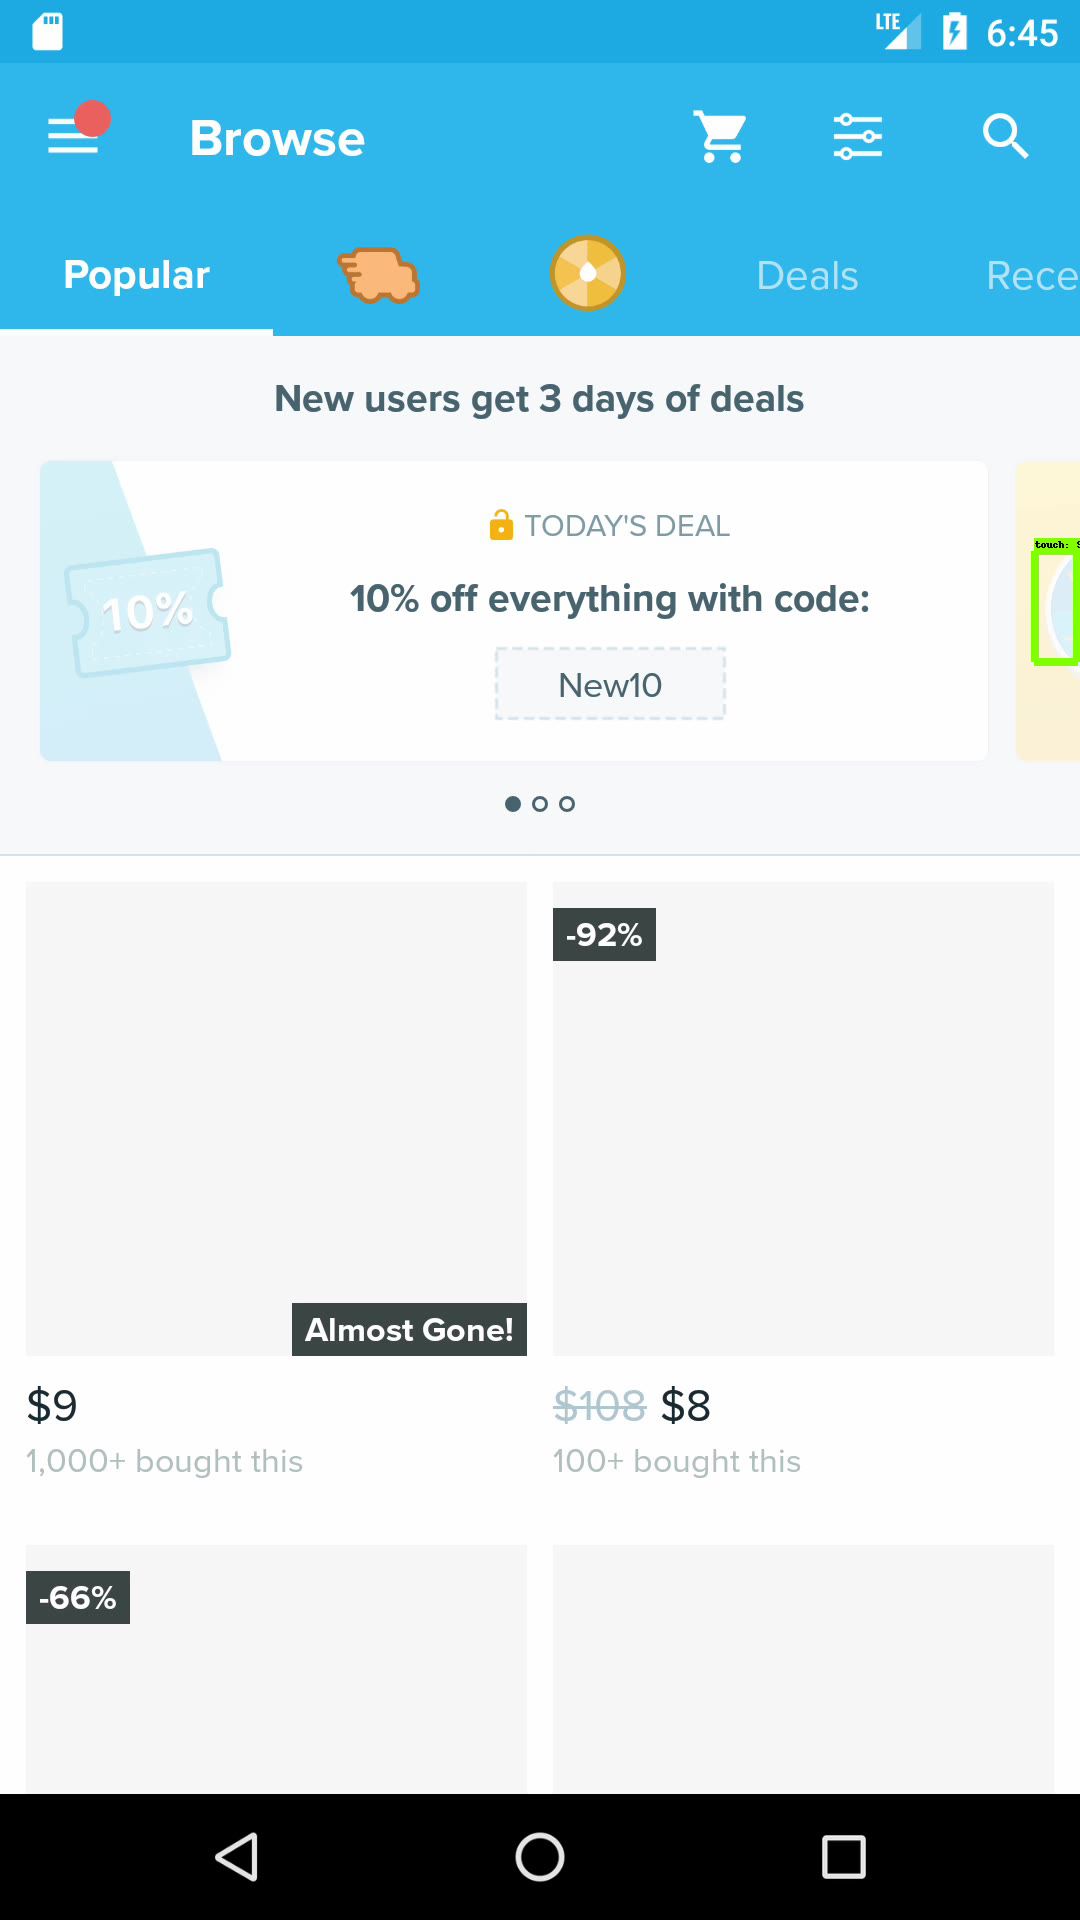 LTE 6:45
Browse
Popular Deals Rece
New users get 3 days of deals
TODAY'S DEAL
10%
10% off everything with code:
New10
touch:
-92%
Almost Gone!
$9
1,000+ bought this
$108 $8
100+ bought this
-66%